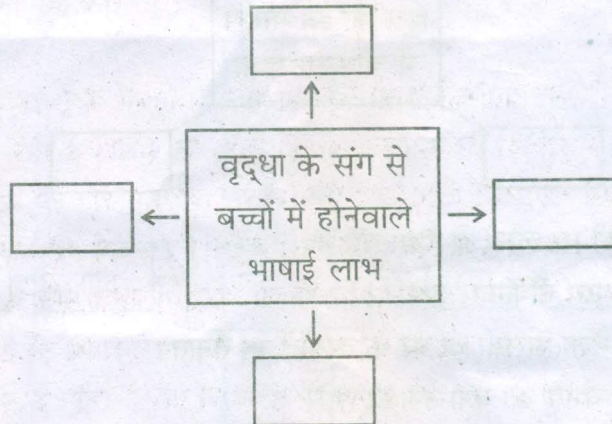 वृद्धा के संग से
बच्चों में होनेवाले
भाषाई लाभ